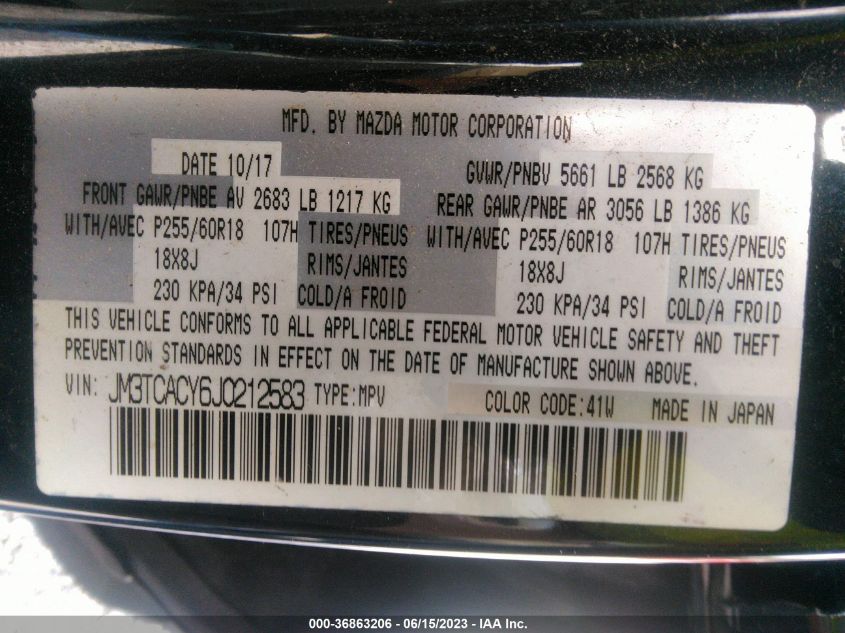 MFD. BY MAZDA MOTOR CORPORATION
DATE 10/17 GVWR/PNBV 5661 LB 2568 KG
FRONT GAWR/PNBE AV 2683 LB 1217 KG REAR GAWR/PNBE AR 3056 LB 1386 KG
WITH/AVEC P255/60R18 107H TIRES/PNEUS WITH/AVEC P255/60R18 107H TIRES/PNEUS
18X8J RIMS/JANTES 18X8J RIMS/JANTES
230 KPA/34 PSI COLD/A FROID 230 KPA/34 PSI COLD/A FROID
THIS VEHICLE CONFORMS TO ALL APPLICABLE FEDERAL MOTOR VEHICLE SAFETY AND THEFT
PREVENTION STANDARDS IN EFFECT ON THE DATE OF MANUFACTURE SHOWN ABOVE.
VIN: JM3TCACY6J0212583 TYPE:MPV COLOR CODE:41W MADE IN JAPAN
000-36863206 - 06/15/2023 - IAA Inc.